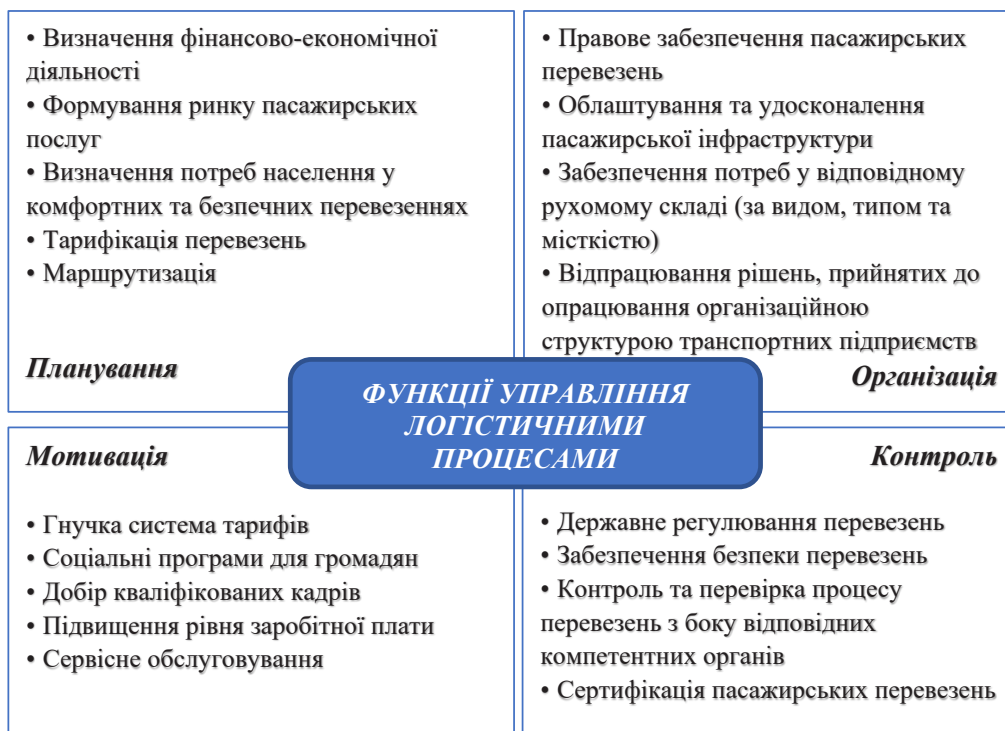 • Визначення фінансово-економічної
діяльності
• Формування ринку пасажирських
послуг
• Визначення потреб населення у
комфортних та безпечних перевезеннях
• Тарифікація перевезень
• Маршрутизація
Планування
• Правове забезпечення пасажирських
перевезень
• Облаштування та удосконалення
пасажирської інфраструктури
• Забезпечення потреб у відповідному
рухомому складі (за видом, типом та
місткістю)
• Відпрацювання рішень, прийнятих до
опрацювання організаційною
структурою транспортних підприємств
Організація
ФУНКЦІЇ УПРАВЛІННЯ
ЛОГІСТИЧНИМИ
ПРОЦЕСАМИ
Мотивація
• Гнучка система тарифів
• Соціальні програми для громадян
• Добір кваліфікованих кадрів
• Підвищення рівня заробітної плати
• Сервісне обслуговування
Контроль
• Державне регулювання перевезень
• Забезпечення безпеки перевезень
• Контроль та перевірка процесу
перевезень з боку відповідних
компетентних органів
• Сертифікація пасажирських перевезень